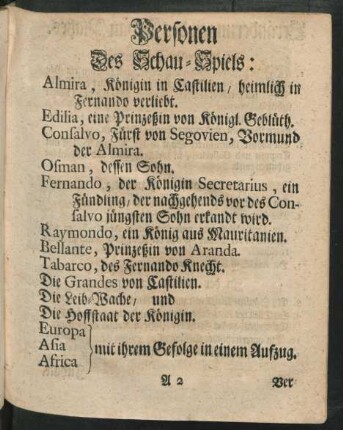 Personen
Des Schau-Spiels:
Almira, Königin in Castilien/ heimlich in
Fernando verliebt.
Edilia, eine Prinzeßin von Königl. Geblüth.
Consalvo, Fürst von Segovien, Vormund
der Almira.
Osman, dessen Sohn.
Fernando, der Königin Secretarius, ein
Fündling/ der nachgehends vor des Con-
salvo jüngsten Sohn erkandt wird.
Raymondo, ein König aus Mauritanien.
Bellante, Prinzeßin von Aranda.
Tabarco, des Fernando Knecht.
Die Grandes von Castilien.
Die Leib-Wache/ und
Die Hoffstaat der Königin.
Europa
Asia
Africa
mit ihrem Gefolge in einem Aufzug.
A 2 Ver